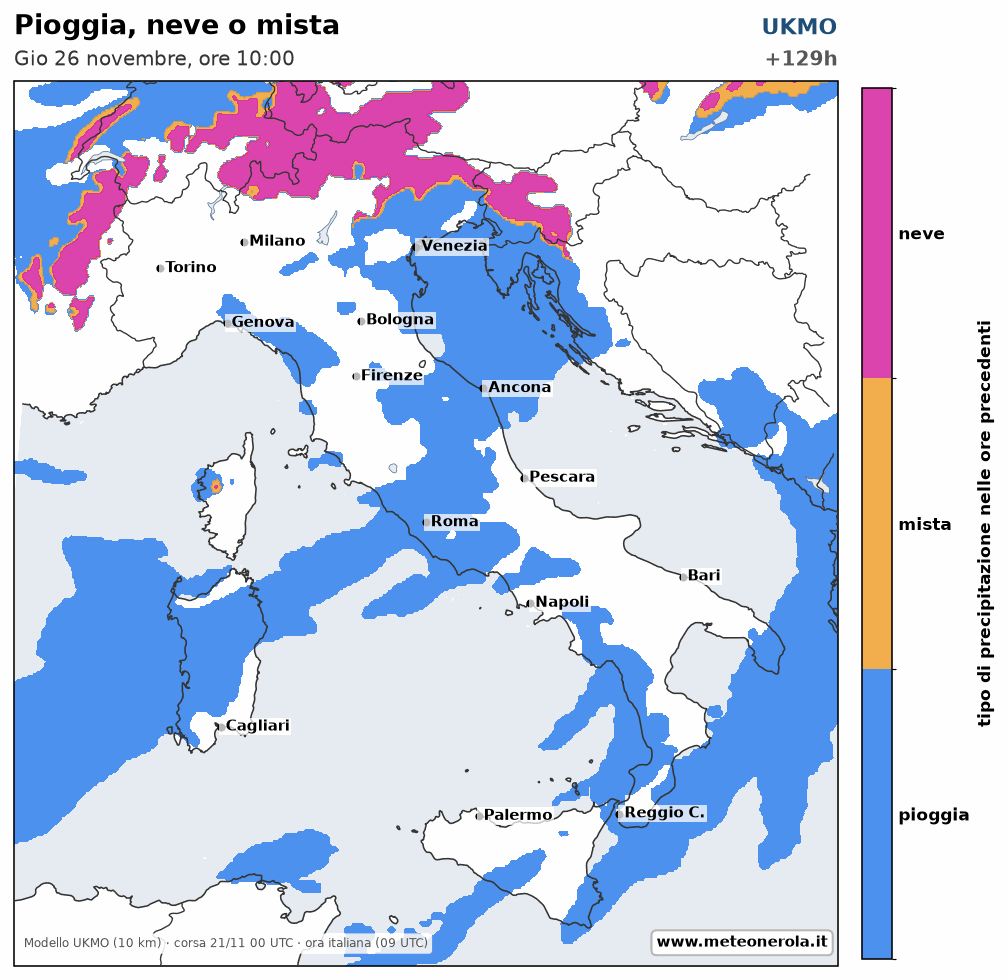 Pioggia, neve o mista
UKMO
Gio 26 novembre, ore 10:00
+129h
Milano
Venezia
Torino
Genova
Bologna
Firenze
Ancona
Pescara
Roma
Bari
Napoli
Cagliari
Palermo
Reggio C.
neve
mista
pioggia
tipo di precipitazione nelle ore precedenti
Modello UKMO (10 km) · corsa 21/11 00 UTC · ora italiana (09 UTC)
www.meteonerola.it